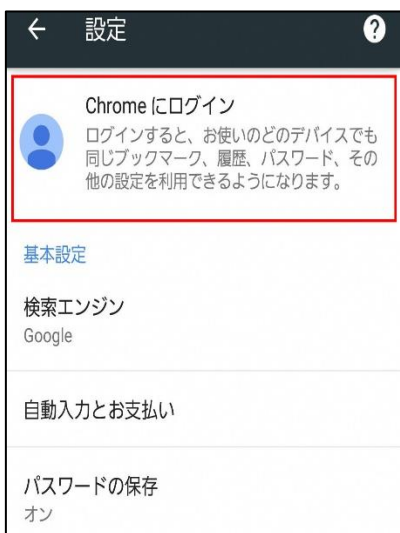 設定
Chrome にログイン
ログインすると、お使いのどのデバイスでも
同じブックマーク、履歴、パスワード、その
他の設定を利用できるようになります。
基本設定
検索エンジン
Google
自動入力とお支払い
パスワードの保存
オン